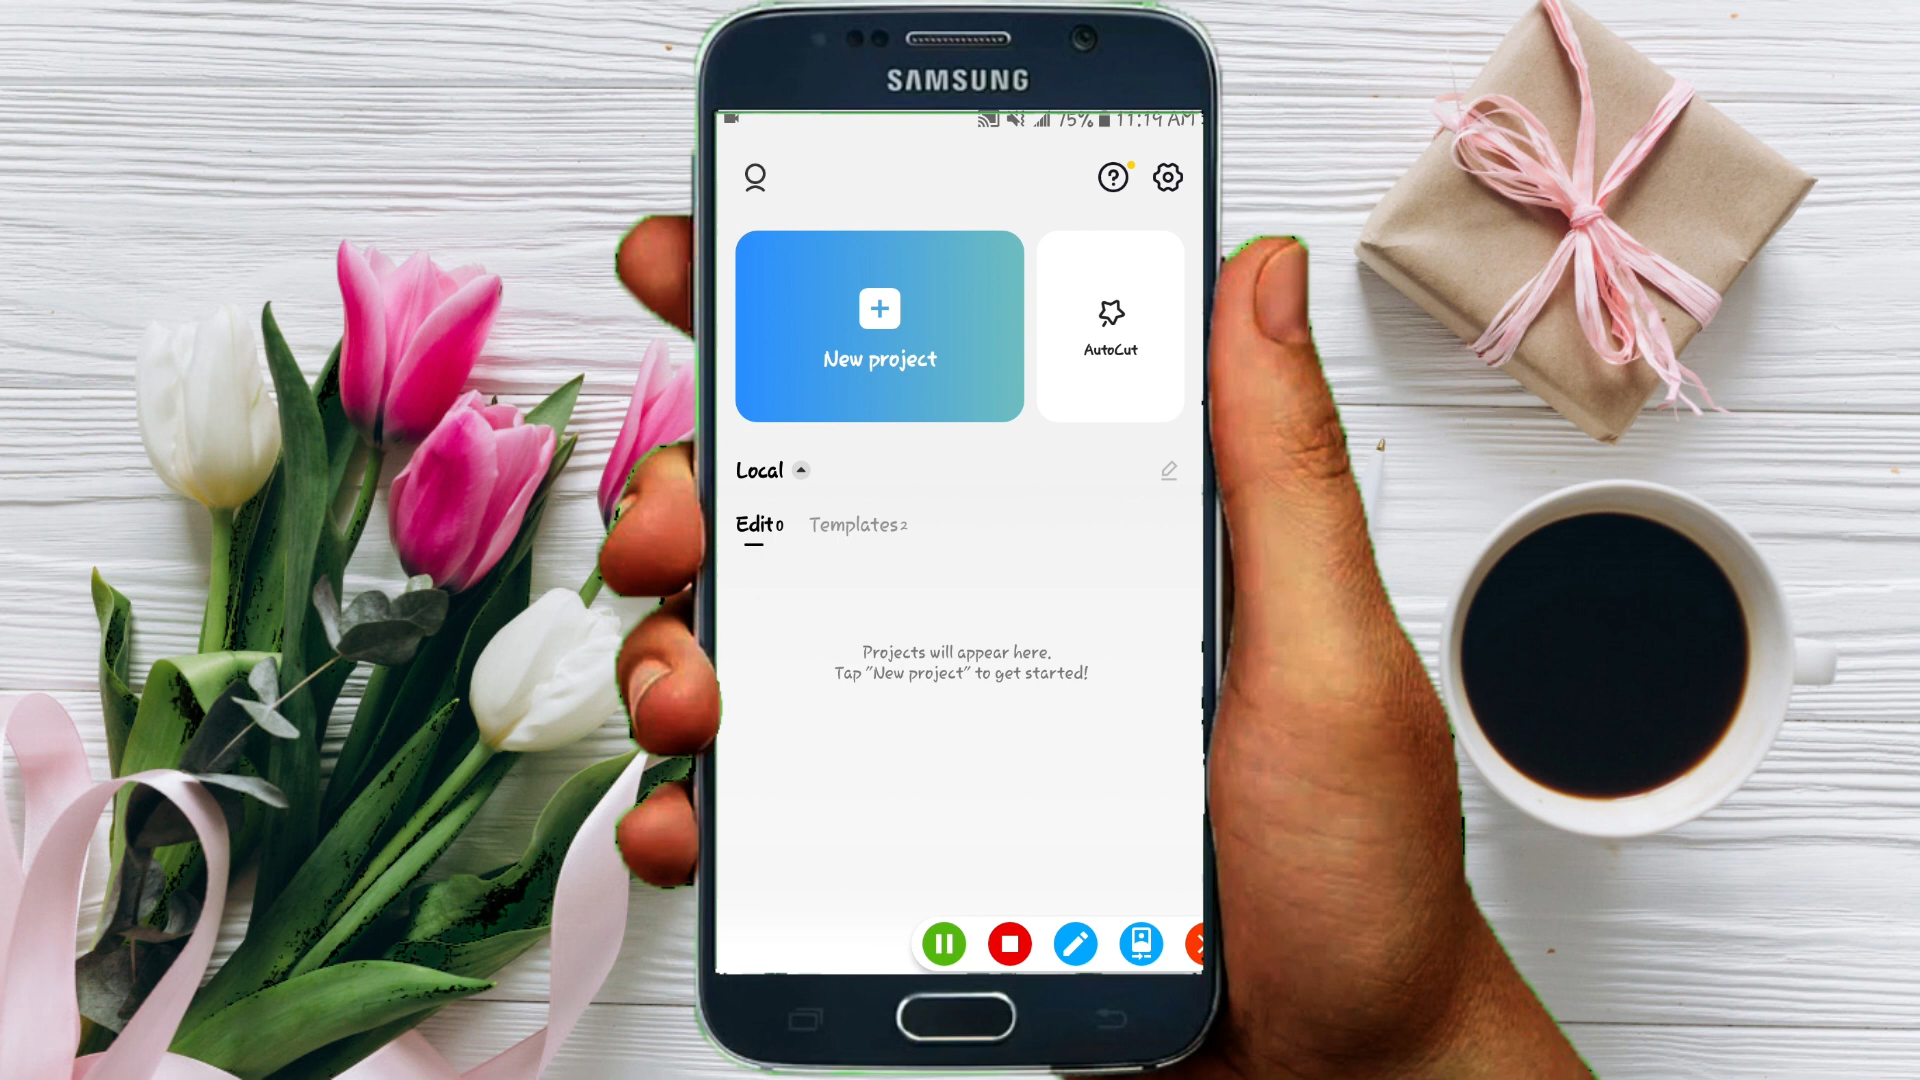 SAMSUNG
75% 11:19 AM
New project
AutoCut
Local
Edit 0 Templates 2
Projects will appear here.
Tap "New project" to get started!